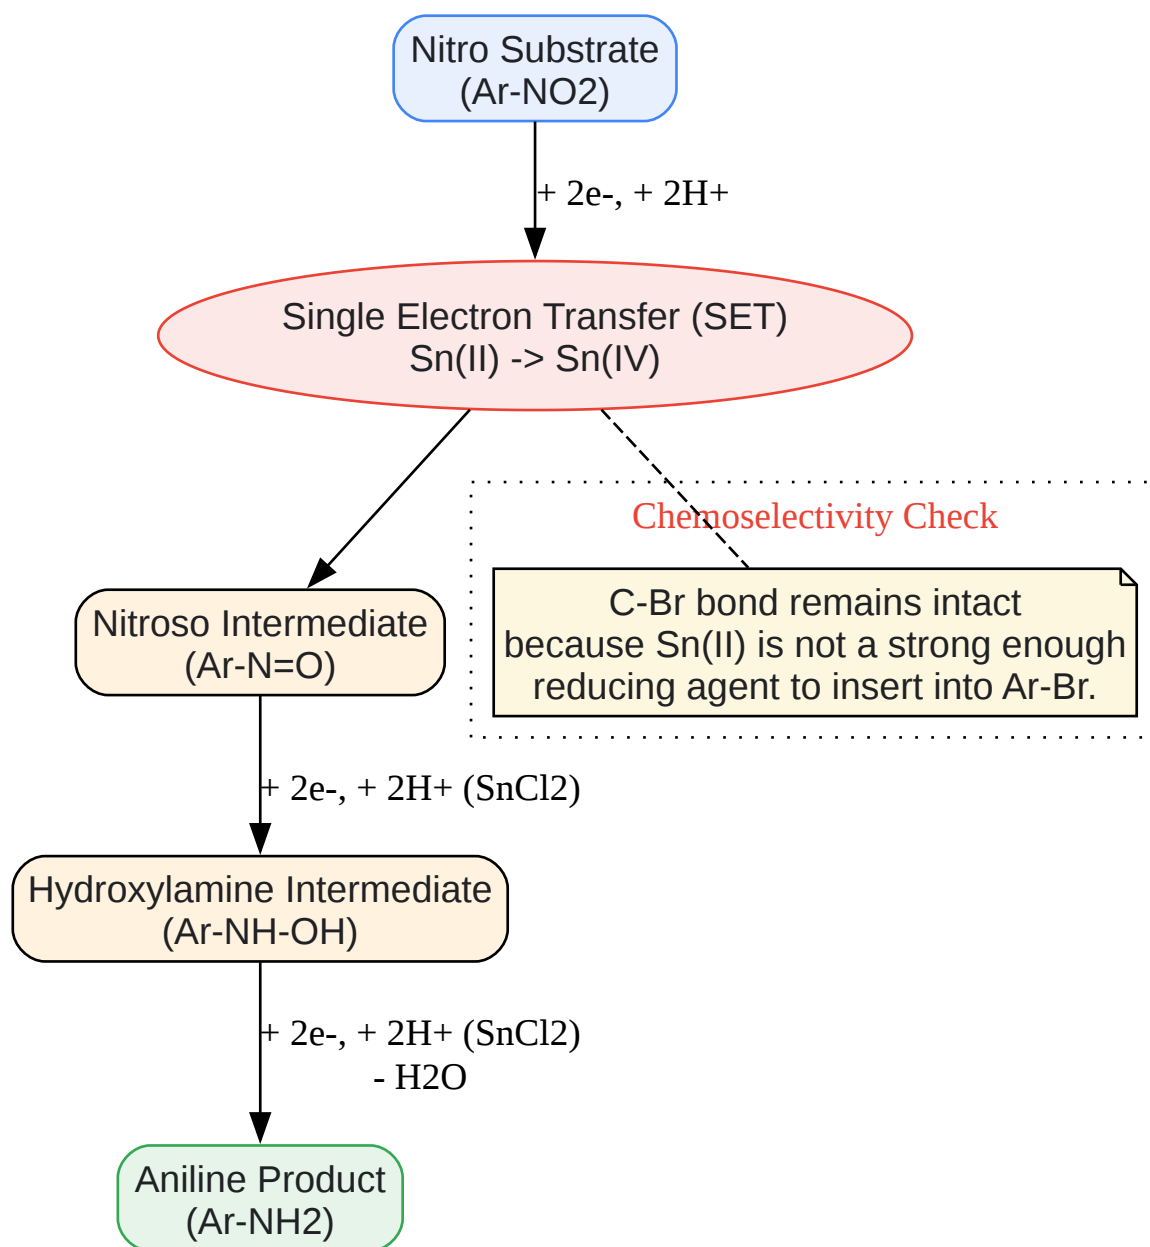 Nitro Substrate
(Ar-NO2)
+ 2e-, + 2H+
Single Electron Transfer (SET)
Sn(II) -> Sn(IV)
Chemoselectivity Check
C-Br bond remains intact
because Sn(II) is not a strong enough
reducing agent to insert into Ar-Br.
Nitroso Intermediate
(Ar-N=O)
+ 2e-, + 2H+ (SnCl2)
Hydroxylamine Intermediate
(Ar-NH-OH)
+ 2e-, + 2H+ (SnCl2)
- H2O
Aniline Product
(Ar-NH2)